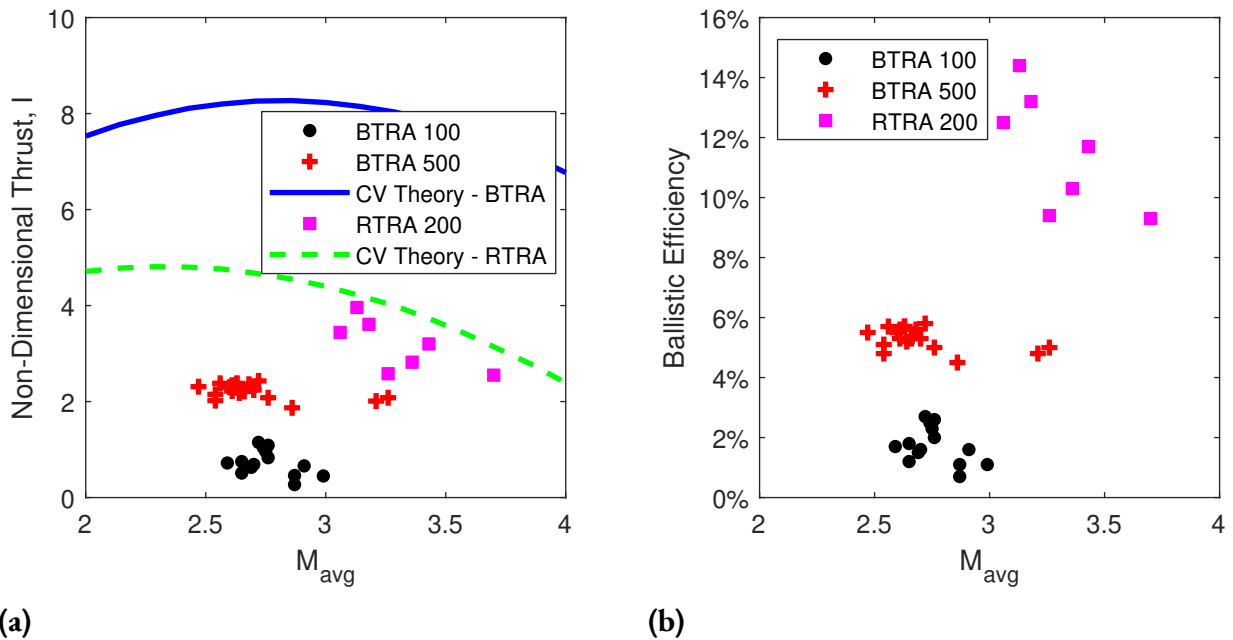 Non-Dimensional Thrust, I
10
8
6
4
2
0
BTRA 100
BTRA 500
CV Theory - BTRA
RTRA 200
CV Theory - RTRA
2
2.5
3
3.5
4
M_avg
(a)
Ballistic Efficiency
16%
14%
12%
10%
8%
6%
4%
2%
0%
BTRA 100
BTRA 500
RTRA 200
2
2.5
3
3.5
4
M_avg
(b)